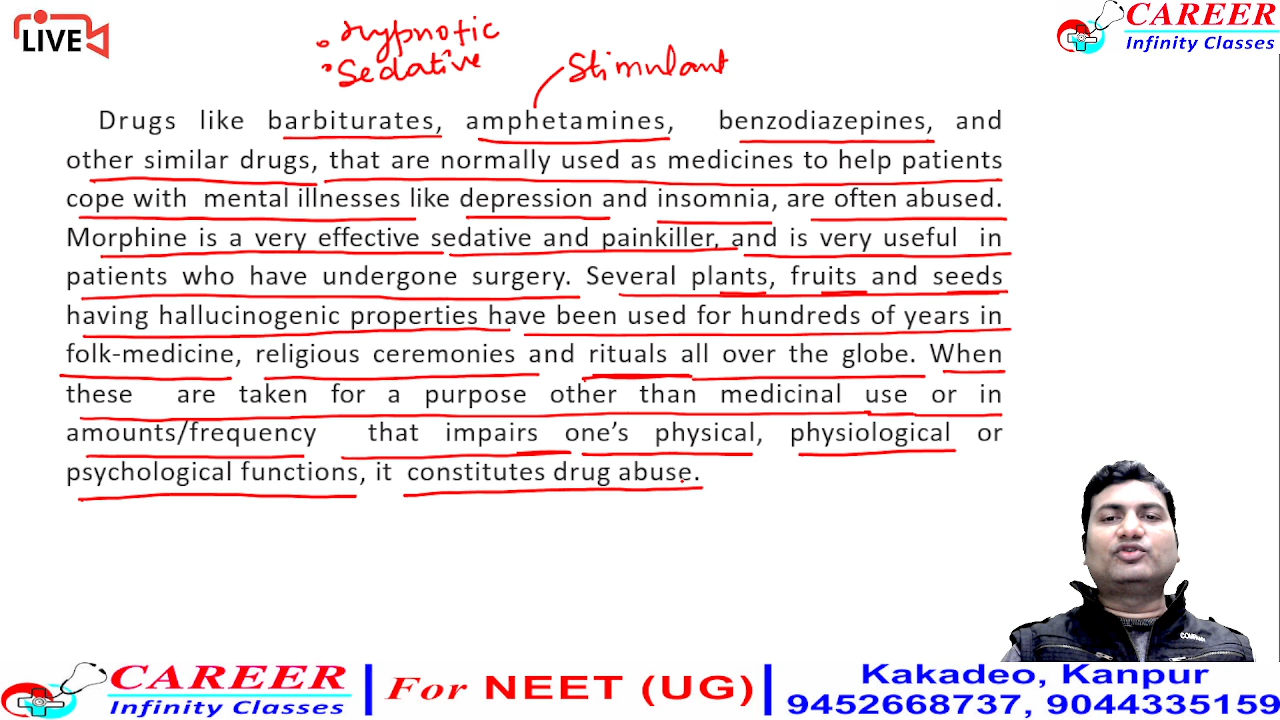 LIVE
Hypnotic
Sedative
Stimulant
CAREER
Infinity Classes
Drugs like barbiturates, amphetamines, benzodiazepines, and
other similar drugs, that are normally used as medicines to help patients
cope with mental illnesses like depression and insomnia, are often abused.
Morphine is a very effective sedative and painkiller, and is very useful in
patients who have undergone surgery. Several plants, fruits and seeds
having hallucinogenic properties have been used for hundreds of years in
folk-medicine, religious ceremonies and rituals all over the globe. When
these are taken for a purpose other than medicinal use or in
amounts/frequency that impairs one's physical, physiological or
psychological functions, it constitutes drug abuse.
COMPANY
CAREER
Infinity Classes
For NEET (UG)
Kakadeo, Kanpur
9452668737, 9044335159